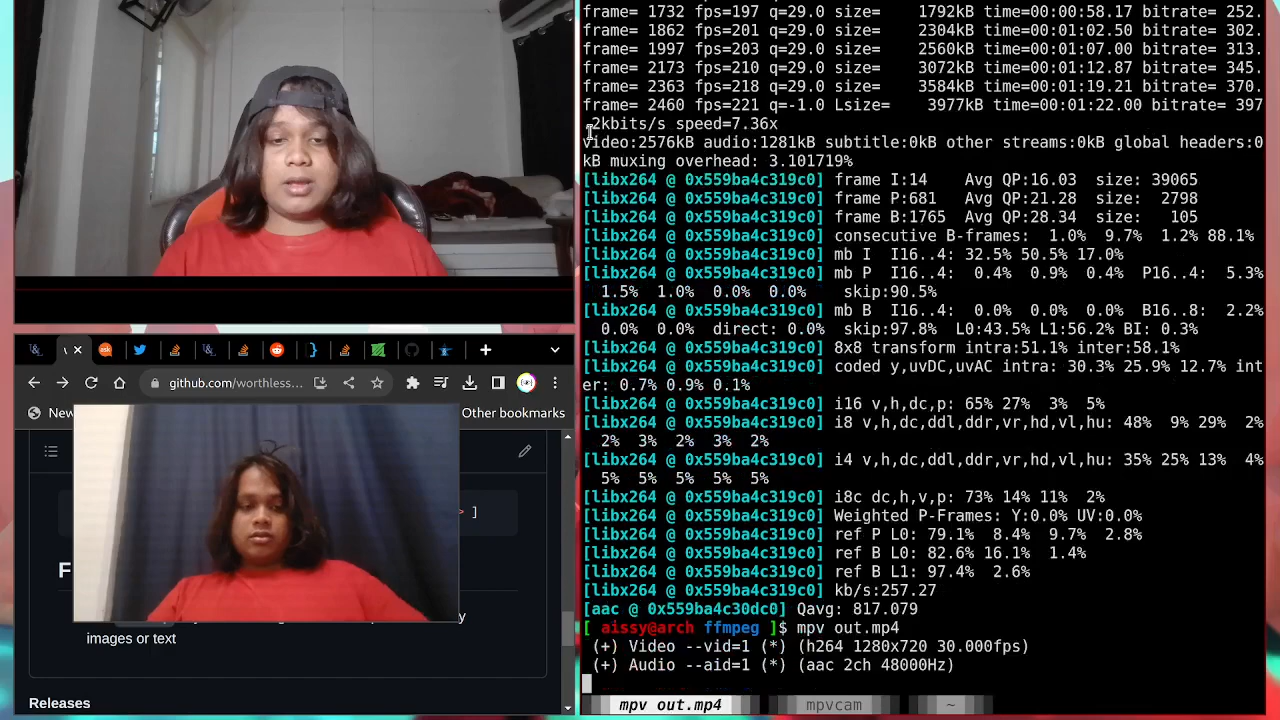 frame= 1732 fps=197 q=29.0 size=    1792kB time=00:00:58.17 bitrate= 252.
frame= 1862 fps=201 q=29.0 size=    2304kB time=00:01:02.50 bitrate= 302.
frame= 1997 fps=203 q=29.0 size=    2560kB time=00:01:07.00 bitrate= 313.
frame= 2173 fps=210 q=29.0 size=    3072kB time=00:01:12.87 bitrate= 345.
frame= 2363 fps=218 q=29.0 size=    3584kB time=00:01:19.21 bitrate= 370.
frame= 2460 fps=221 q=-1.0 Lsize=    3977kB time=00:01:22.00 bitrate= 397
.2kbits/s speed=7.36x
video:2576kB audio:1281kB subtitle:0kB other streams:0kB global headers:0
kB muxing overhead: 3.101719%
[libx264 @ 0x559ba4c319c0] frame I:14    Avg QP:16.03  size: 39065
[libx264 @ 0x559ba4c319c0] frame P:681   Avg QP:21.28  size:  2798
[libx264 @ 0x559ba4c319c0] frame B:1765  Avg QP:28.34  size:   105
[libx264 @ 0x559ba4c319c0] consecutive B-frames:  1.0%  9.7%  1.2% 88.1%
[libx264 @ 0x559ba4c319c0] mb I  I16..4: 32.5% 50.5% 17.0%
[libx264 @ 0x559ba4c319c0] mb P  I16..4:  0.4%  0.9%  0.4%  P16..4:  5.3%
  1.5%  1.0%  0.0%  0.0%    skip:90.5%
[libx264 @ 0x559ba4c319c0] mb B  I16..4:  0.0%  0.0%  0.0%  B16..8:  2.2%
  0.0%  0.0%  direct: 0.0%  skip:97.8%  L0:43.5% L1:56.2% BI: 0.3%
[libx264 @ 0x559ba4c319c0] 8x8 transform intra:51.1% inter:58.1%
[libx264 @ 0x559ba4c319c0] coded y,uvDC,uvAC intra: 30.3% 25.9% 12.7% int
er: 0.7% 0.9% 0.1%
[libx264 @ 0x559ba4c319c0] i16 v,h,dc,p: 65% 27%  3%  5%
[libx264 @ 0x559ba4c319c0] i8 v,h,dc,ddl,ddr,vr,hd,vl,hu: 48%  9% 29%  2%
  2%  3%  2%  3%  2%
[libx264 @ 0x559ba4c319c0] i4 v,h,dc,ddl,ddr,vr,hd,vl,hu: 35% 25% 13%  4%
  5%  5%  5%  5%  5%
[libx264 @ 0x559ba4c319c0] i8c dc,h,v,p: 73% 14% 11%  2%
[libx264 @ 0x559ba4c319c0] Weighted P-Frames: Y:0.0% UV:0.0%
[libx264 @ 0x559ba4c319c0] ref P L0: 79.1%  8.4%  9.7%  2.8%
[libx264 @ 0x559ba4c319c0] ref B L0: 82.6% 16.1%  1.4%
[libx264 @ 0x559ba4c319c0] ref B L1: 97.4%  2.6%
[libx264 @ 0x559ba4c319c0] kb/s:257.27
[aac @ 0x559ba4c30dc0] Qavg: 817.079
[ aissy@arch ffmpeg ]$ mpv out.mp4
 (+) Video --vid=1 (*) (h264 1280x720 30.000fps)
 (+) Audio --aid=1 (*) (aac 2ch 48000Hz)
mpv out.mp4
mpvcam
~
ask
github.com/worthless...
New
Other bookmarks
> ]
F
y
images or text
Releases